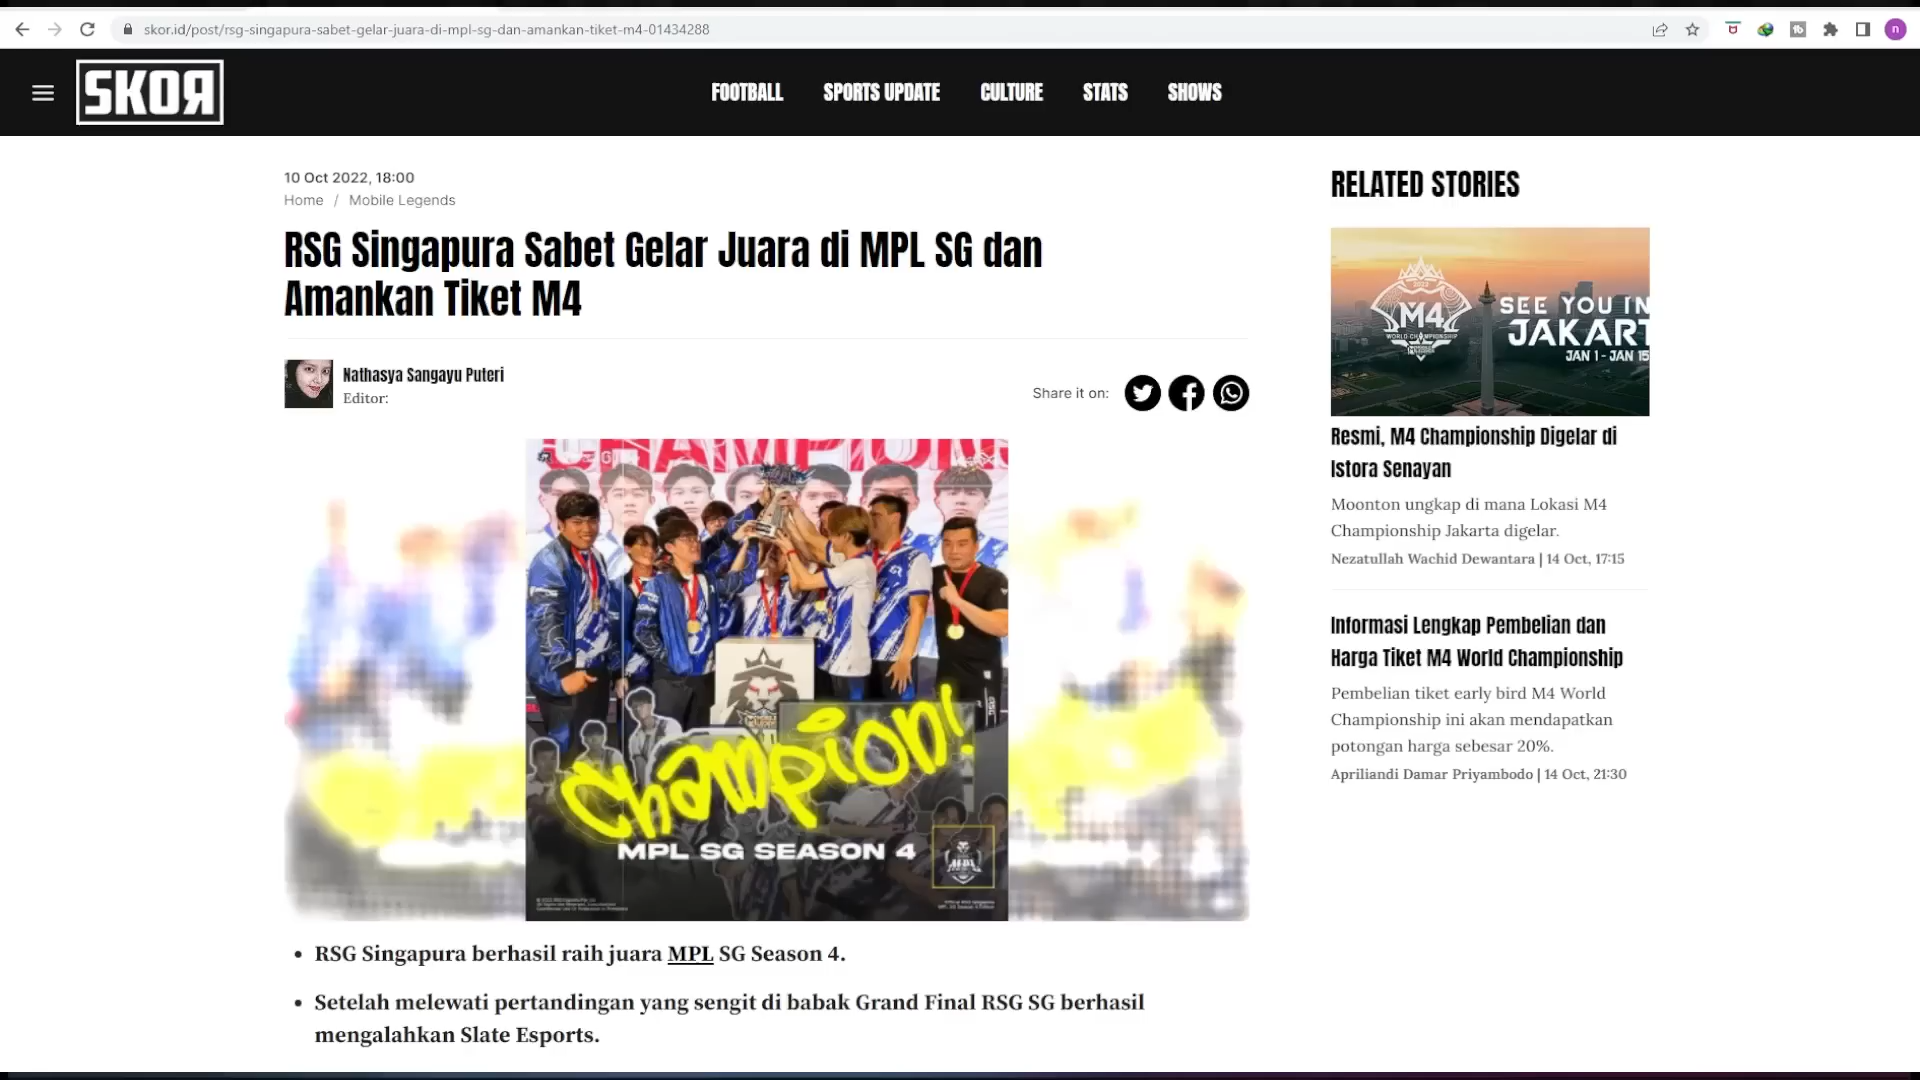 skor.id/post/rsg-singapura-sabet-gelar-juara-di-mpl-sg-dan-amankan-tiket-m4-01434288
n
SKOR
FOOTBALL SPORTS UPDATE CULTURE STATS SHOWS
10 Oct 2022, 18:00
Home / Mobile Legends
RSG Singapura Sabet Gelar Juara di MPL SG dan
Amankan Tiket M4
Nathasya Sangayu Puteri
Editor:
Share it on:
CHAMPIONS
Champion!
MPL SG SEASON 4
• RSG Singapura berhasil raih juara MPL SG Season 4.
• Setelah melewati pertandingan yang sengit di babak Grand Final RSG SG berhasil
mengalahkan Slate Esports.
RELATED STORIES
M4
WORLD CHAMPIONSHIP
SEE YOU IN
JAKART
JAN 1 - JAN 15
Resmi, M4 Championship Digelar di
Istora Senayan
Moonton ungkap di mana Lokasi M4
Championship Jakarta digelar.
Nezatullah Wachid Dewantara | 14 Oct, 17:15
Informasi Lengkap Pembelian dan
Harga Tiket M4 World Championship
Pembelian tiket early bird M4 World
Championship ini akan mendapatkan
potongan harga sebesar 20%.
Apriliandi Damar Priyambodo | 14 Oct, 21:30